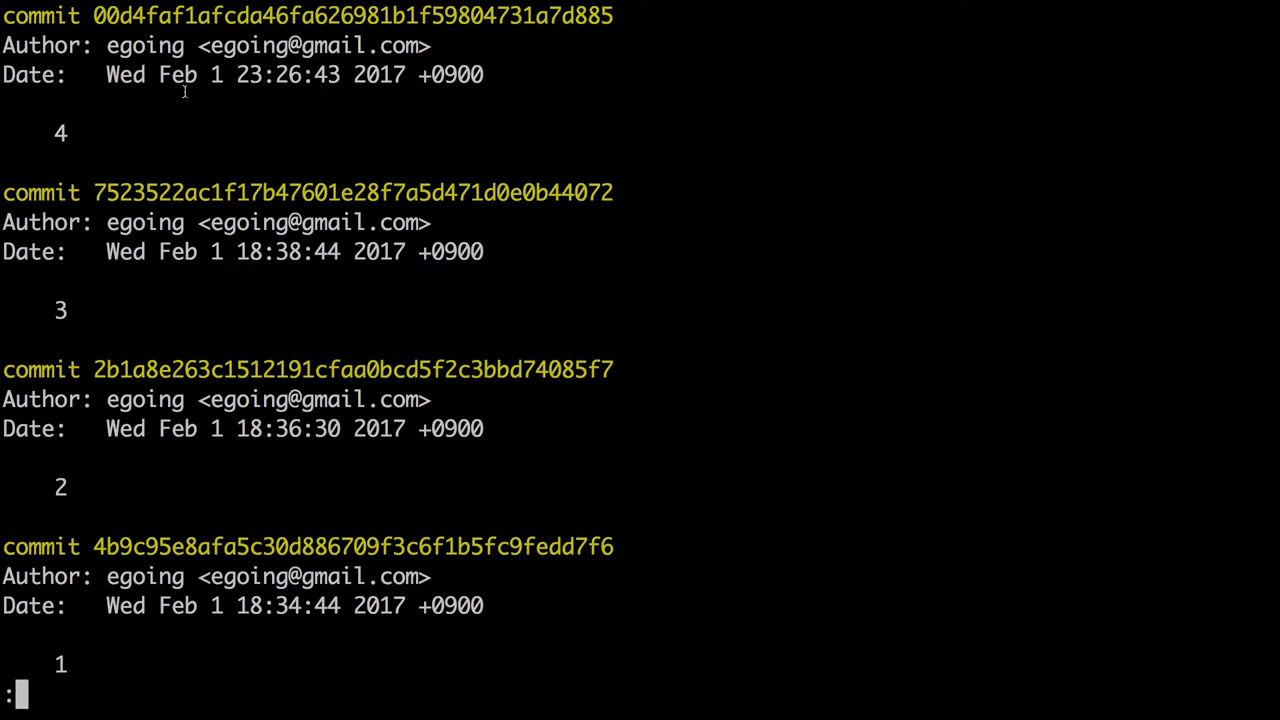 commit 00d4faf1afcda46fa626981b1f59804731a7d885
Author: egoing <egoing@gmail.com>
Date:   Wed Feb 1 23:26:43 2017 +0900
    4
commit 7523522ac1f17b47601e28f7a5d471d0e0b44072
Author: egoing <egoing@gmail.com>
Date:   Wed Feb 1 18:38:44 2017 +0900
    3
commit 2b1a8e263c1512191cfaa0bcd5f2c3bbd74085f7
Author: egoing <egoing@gmail.com>
Date:   Wed Feb 1 18:36:30 2017 +0900
    2
commit 4b9c95e8afa5c30d886709f3c6f1b5fc9fedd7f6
Author: egoing <egoing@gmail.com>
Date:   Wed Feb 1 18:34:44 2017 +0900
    1
: